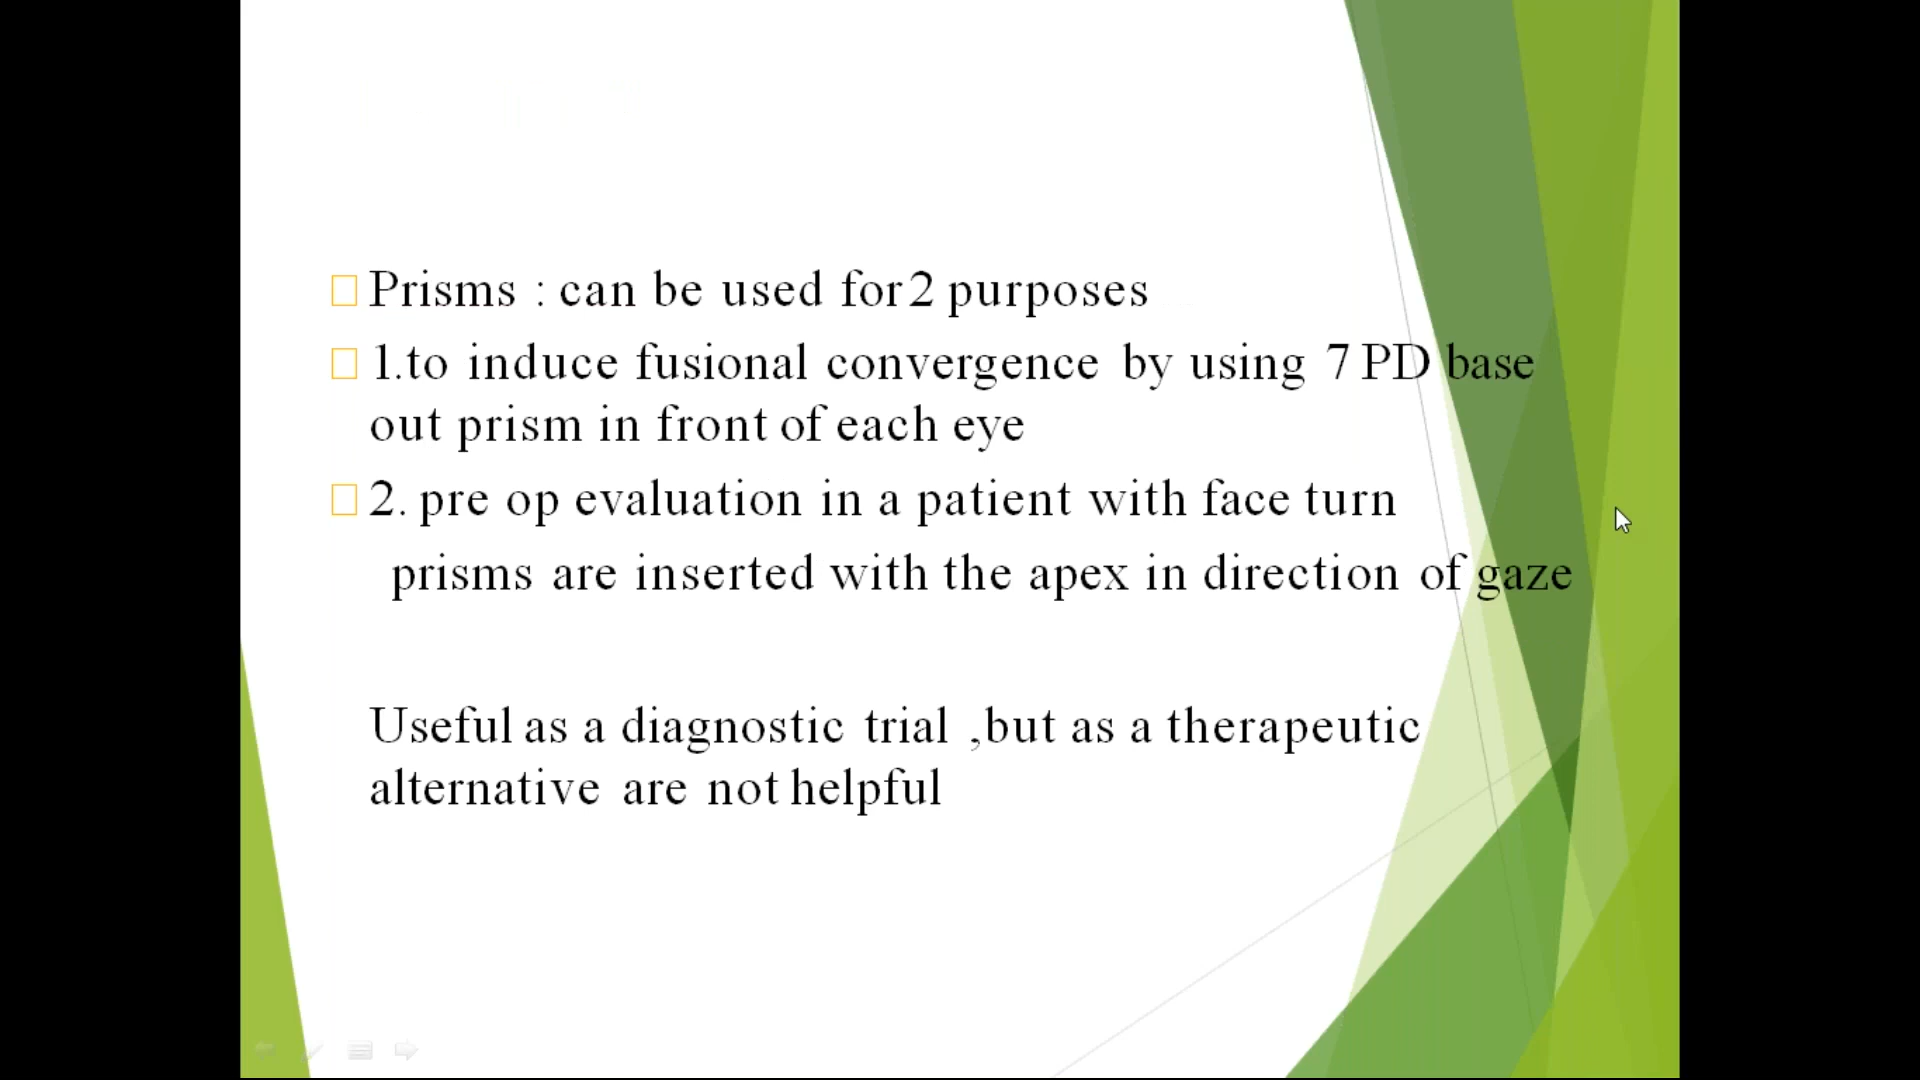 Prisms : can be used for 2 purposes
1.to induce fusional convergence by using 7 PD base
out prism in front of each eye
2. pre op evaluation in a patient with face turn
prisms are inserted with the apex in direction of gaze
Useful as a diagnostic trial ,but as a therapeutic
alternative are not helpful